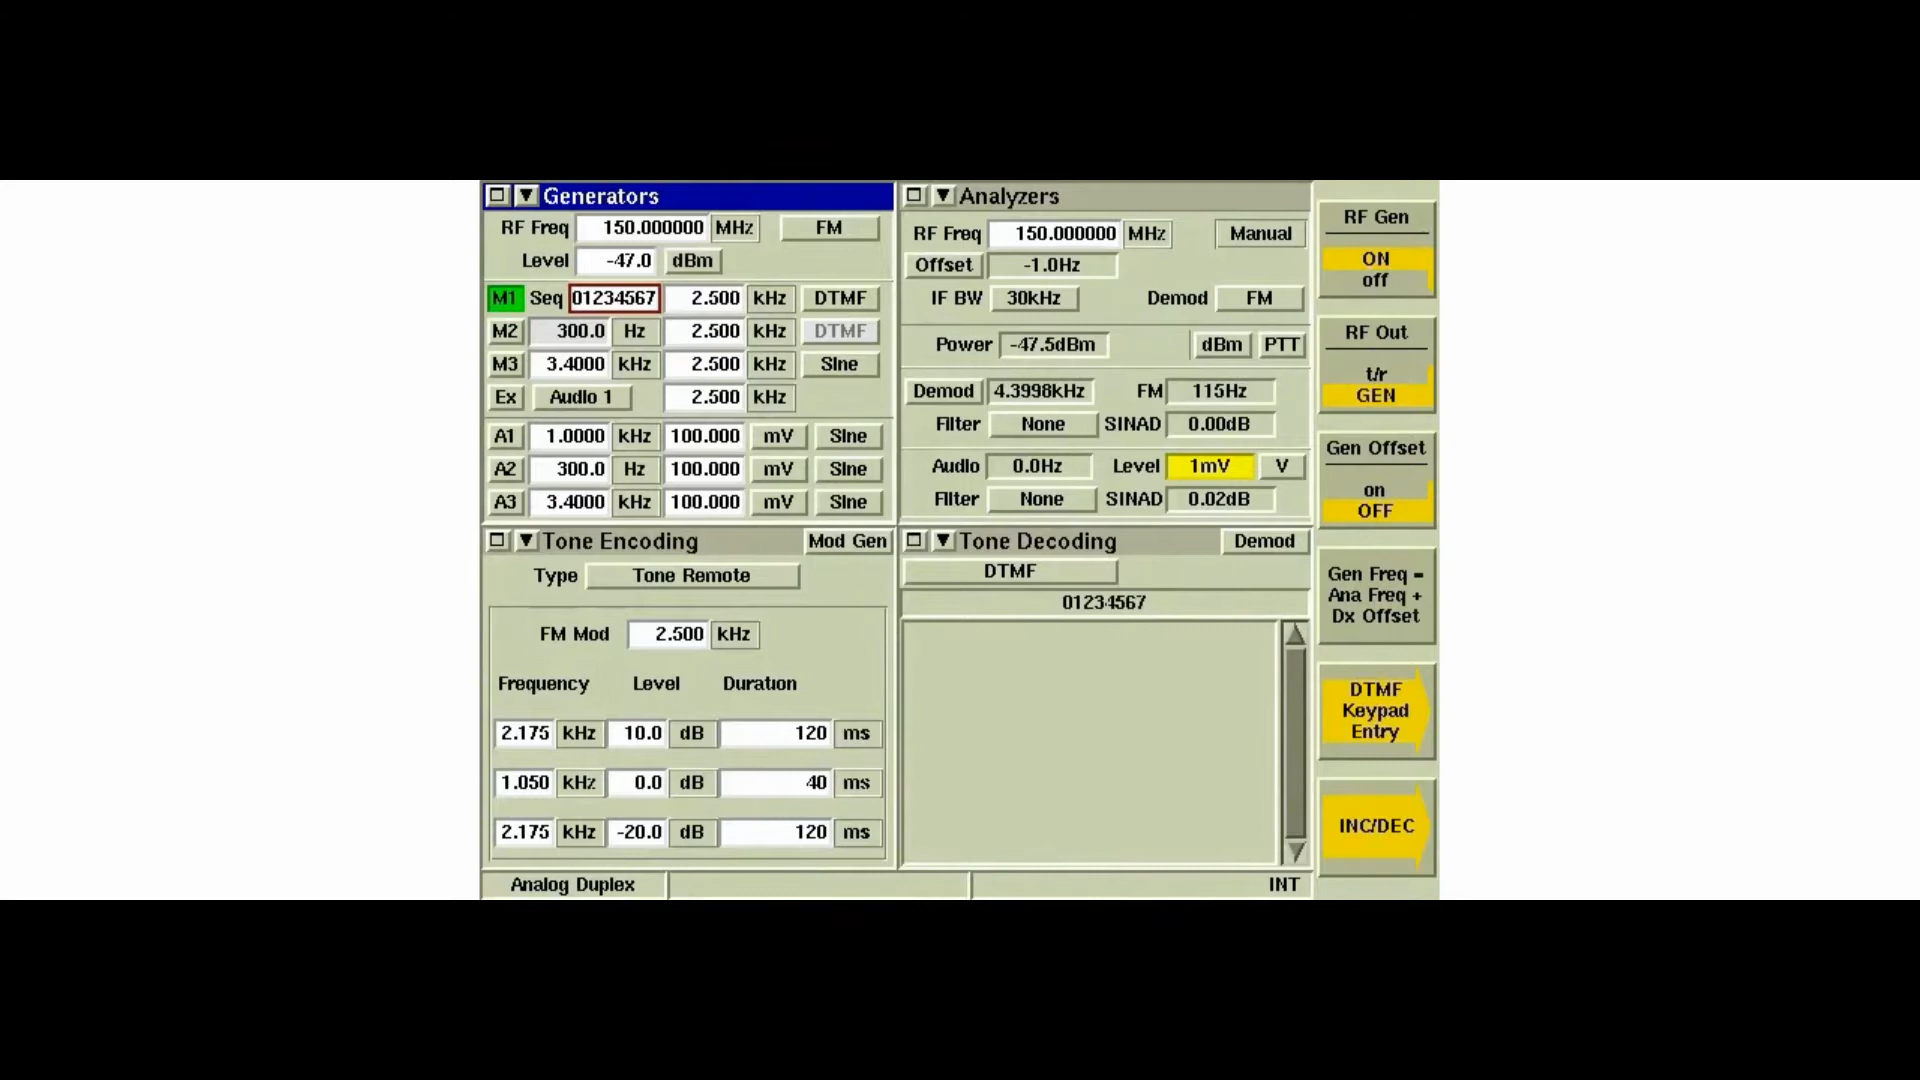 Generators
RF Freq 150.000000 MHz FM
Level -47.0 dBm
M1 Seq 01234567 2.500 kHz DTMF
M2 300.0 Hz 2.500 kHz DTMF
M3 3.4000 kHz 2.500 kHz Sine
Ex Audio 1 2.500 kHz
A1 1.0000 kHz 100.000 mV Sine
A2 300.0 Hz 100.000 mV Sine
A3 3.4000 kHz 100.000 mV Sine
Analyzers
RF Freq 150.000000 MHz Manual
Offset -1.0Hz
IF BW 30kHz Demod FM
Power -47.5dBm dBm PTT
Demod 4.3998kHz FM 115Hz
Filter None SINAD 0.00dB
Audio 0.0Hz Level 1mV V
Filter None SINAD 0.02dB
Tone Encoding Mod Gen
Type Tone Remote
FM Mod 2.500 kHz
Frequency Level Duration
2.175 kHz 10.0 dB 120 ms
1.050 kHz 0.0 dB 40 ms
2.175 kHz -20.0 dB 120 ms
Tone Decoding Demod
DTMF
01234567
Analog Duplex
INT
RF Gen
ON
off
RF Out
t/r
GEN
Gen Offset
on
OFF
Gen Freq =
Ana Freq +
Dx Offset
DTMF
Keypad
Entry
INC/DEC